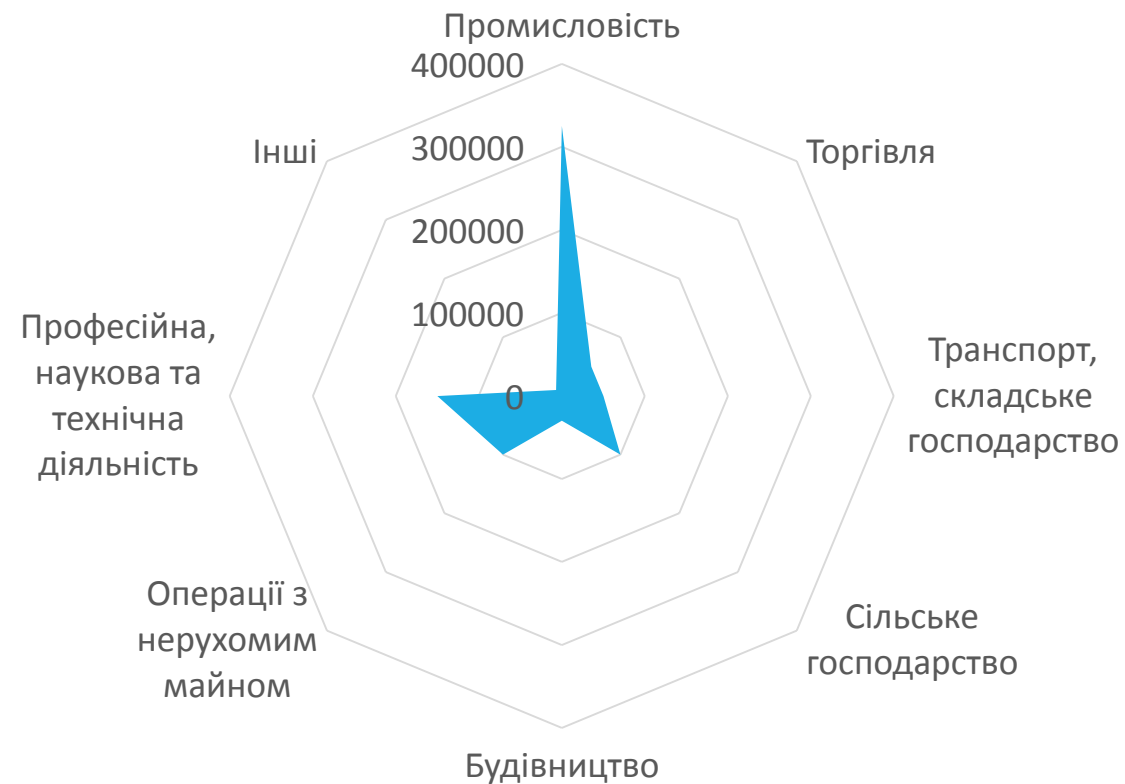 Промисловість
400000
300000
200000
100000
0
Торгівля
Транспорт,
складське
господарство
Сільське
господарство
Будівництво
Операції з
нерухомим
майном
Професійна,
наукова та
технічна
діяльність
Інші